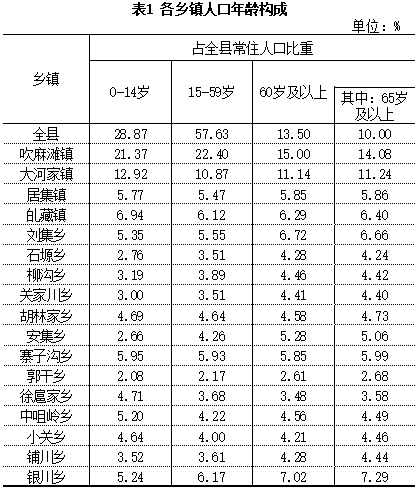 表1 各乡镇人口年龄构成
单位：%
乡镇 占全县常住人口比重
0-14岁 15-59岁 60岁及以上 其中：65岁及以上
全县 28.87 57.63 13.50 10.00
吹麻滩镇 21.37 22.40 15.00 14.08
大河家镇 12.92 10.87 11.14 11.24
居集镇 5.77 5.47 5.85 5.86
癿藏镇 6.94 6.12 6.29 6.40
刘集乡 5.35 5.55 6.72 6.66
石塬乡 2.76 3.51 4.28 4.24
柳沟乡 3.19 3.89 4.46 4.42
关家川乡 3.00 3.51 4.41 4.40
胡林家乡 4.69 4.64 4.58 4.73
安集乡 2.66 4.26 5.28 5.06
寨子沟乡 5.95 5.93 5.85 5.99
郭干乡 2.08 2.17 2.61 2.68
徐扈家乡 4.71 3.68 3.48 3.58
中咀岭乡 5.20 4.22 4.56 4.49
小关乡 4.64 4.00 4.21 4.46
铺川乡 3.52 3.61 4.28 4.44
银川乡 5.24 6.17 7.02 7.29